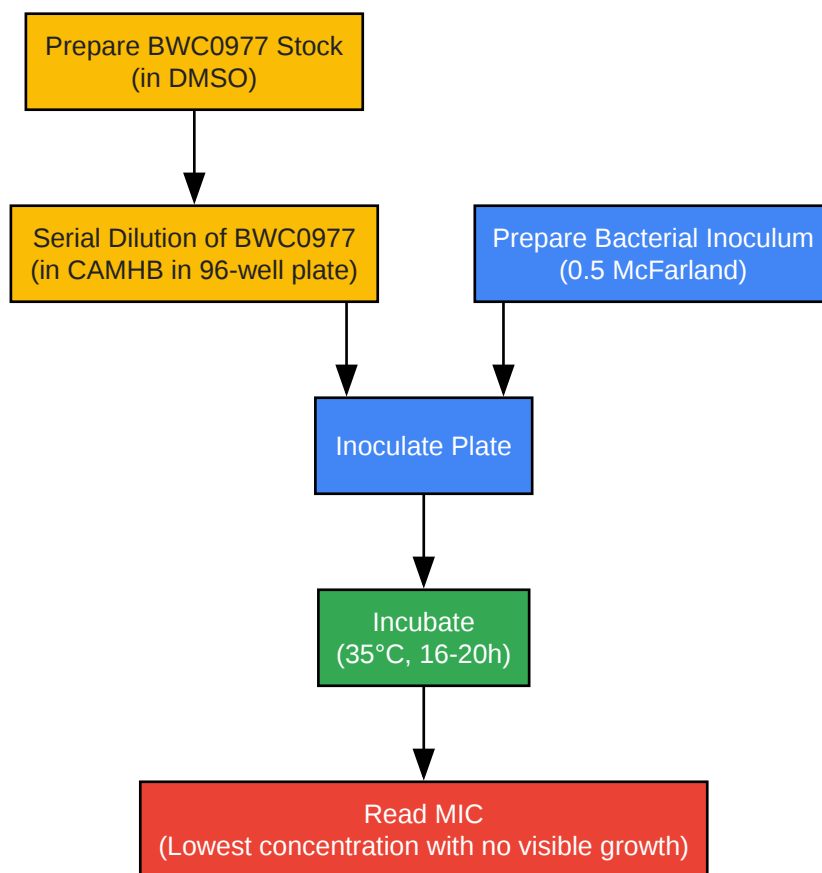 Prepare BWC0977 Stock
(in DMSO)
Serial Dilution of BWC0977
(in CAMHB in 96-well plate)
Prepare Bacterial Inoculum
(0.5 McFarland)
Inoculate Plate
Incubate
(35°C, 16-20h)
Read MIC
(Lowest concentration with no visible growth)